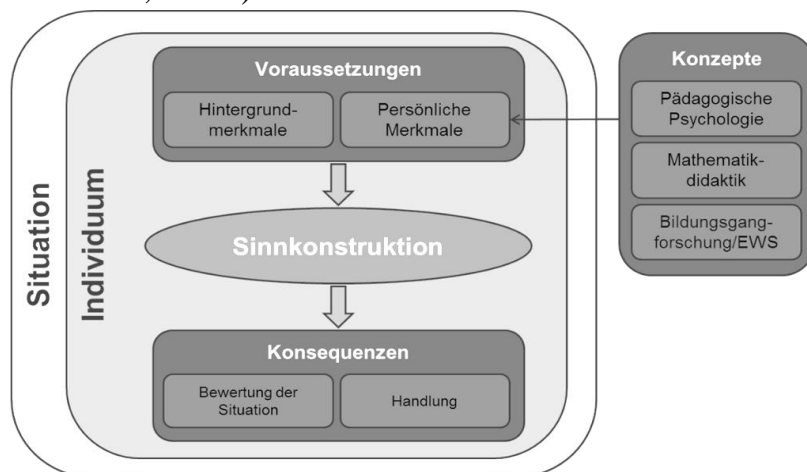 Situation
Individuum
Voraussetzungen
Hintergrund-
merkmale
Persönliche
Merkmale
Sinnkonstruktion
Konsequenzen
Bewertung der
Situation
Handlung
Konzepte
Pädagogische
Psychologie
Mathematik-
didaktik
Bildungsgang-
forschung/EWS